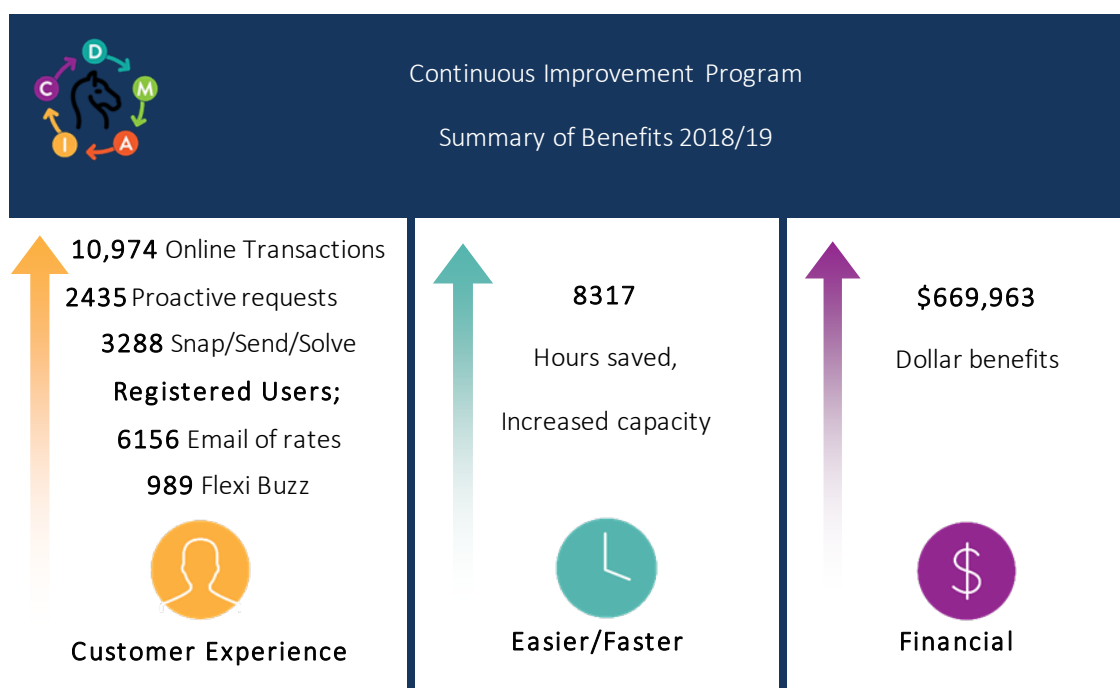 D
C
M
I
A
Continuous Improvement Program
Summary of Benefits 2018/19
10,974 Online Transactions
2435 Proactive requests
3288 Snap/Send/Solve
Registered Users;
6156 Email of rates
989 Flexi Buzz
Customer Experience
8317
Hours saved,
Increased capacity
Easier/Faster
$669,963
Dollar benefits
$
Financial